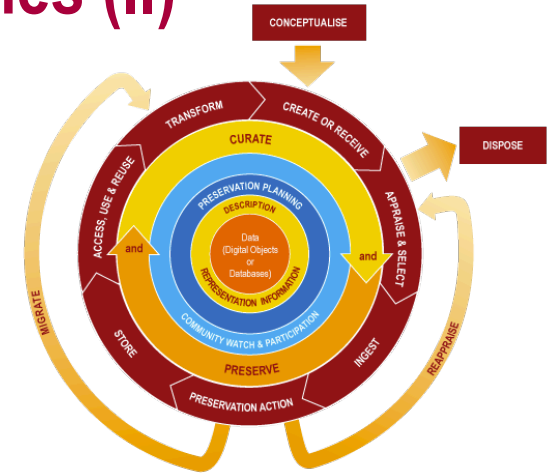 ics (II)
CONCEPTUALISE
CREATE OR RECEIVE
DISPOSE
APPRAISE & SELECT
INGEST
PRESERVATION ACTION
STORE
ACCESS, USE & REUSE
TRANSFORM
MIGRATE
REAPPRAISE
CURATE
and
PRESERVE
and
COMMUNITY WATCH & PARTICIPATION
PRESERVATION PLANNING
DESCRIPTION
REPRESENTATION INFORMATION
Data
(Digital Objects
or
Databases)